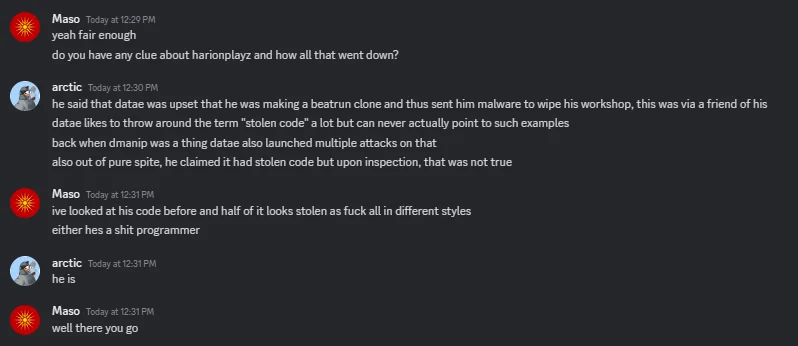 Maso Today at 12:29 PM
yeah fair enough
do you have any clue about harionplayz and how all that went down?
arctic Today at 12:30 PM
he said that datae was upset that he was making a beatrun clone and thus sent him malware to wipe his workshop, this was via a friend of his
datae likes to throw around the term "stolen code" a lot but can never actually point to such examples
back when dmanip was a thing datae also launched multiple attacks on that
also out of pure spite, he claimed it had stolen code but upon inspection, that was not true
Maso Today at 12:31 PM
ive looked at his code before and half of it looks stolen as fuck all in different styles
either hes a shit programmer
arctic Today at 12:31 PM
he is
Maso Today at 12:31 PM
well there you go